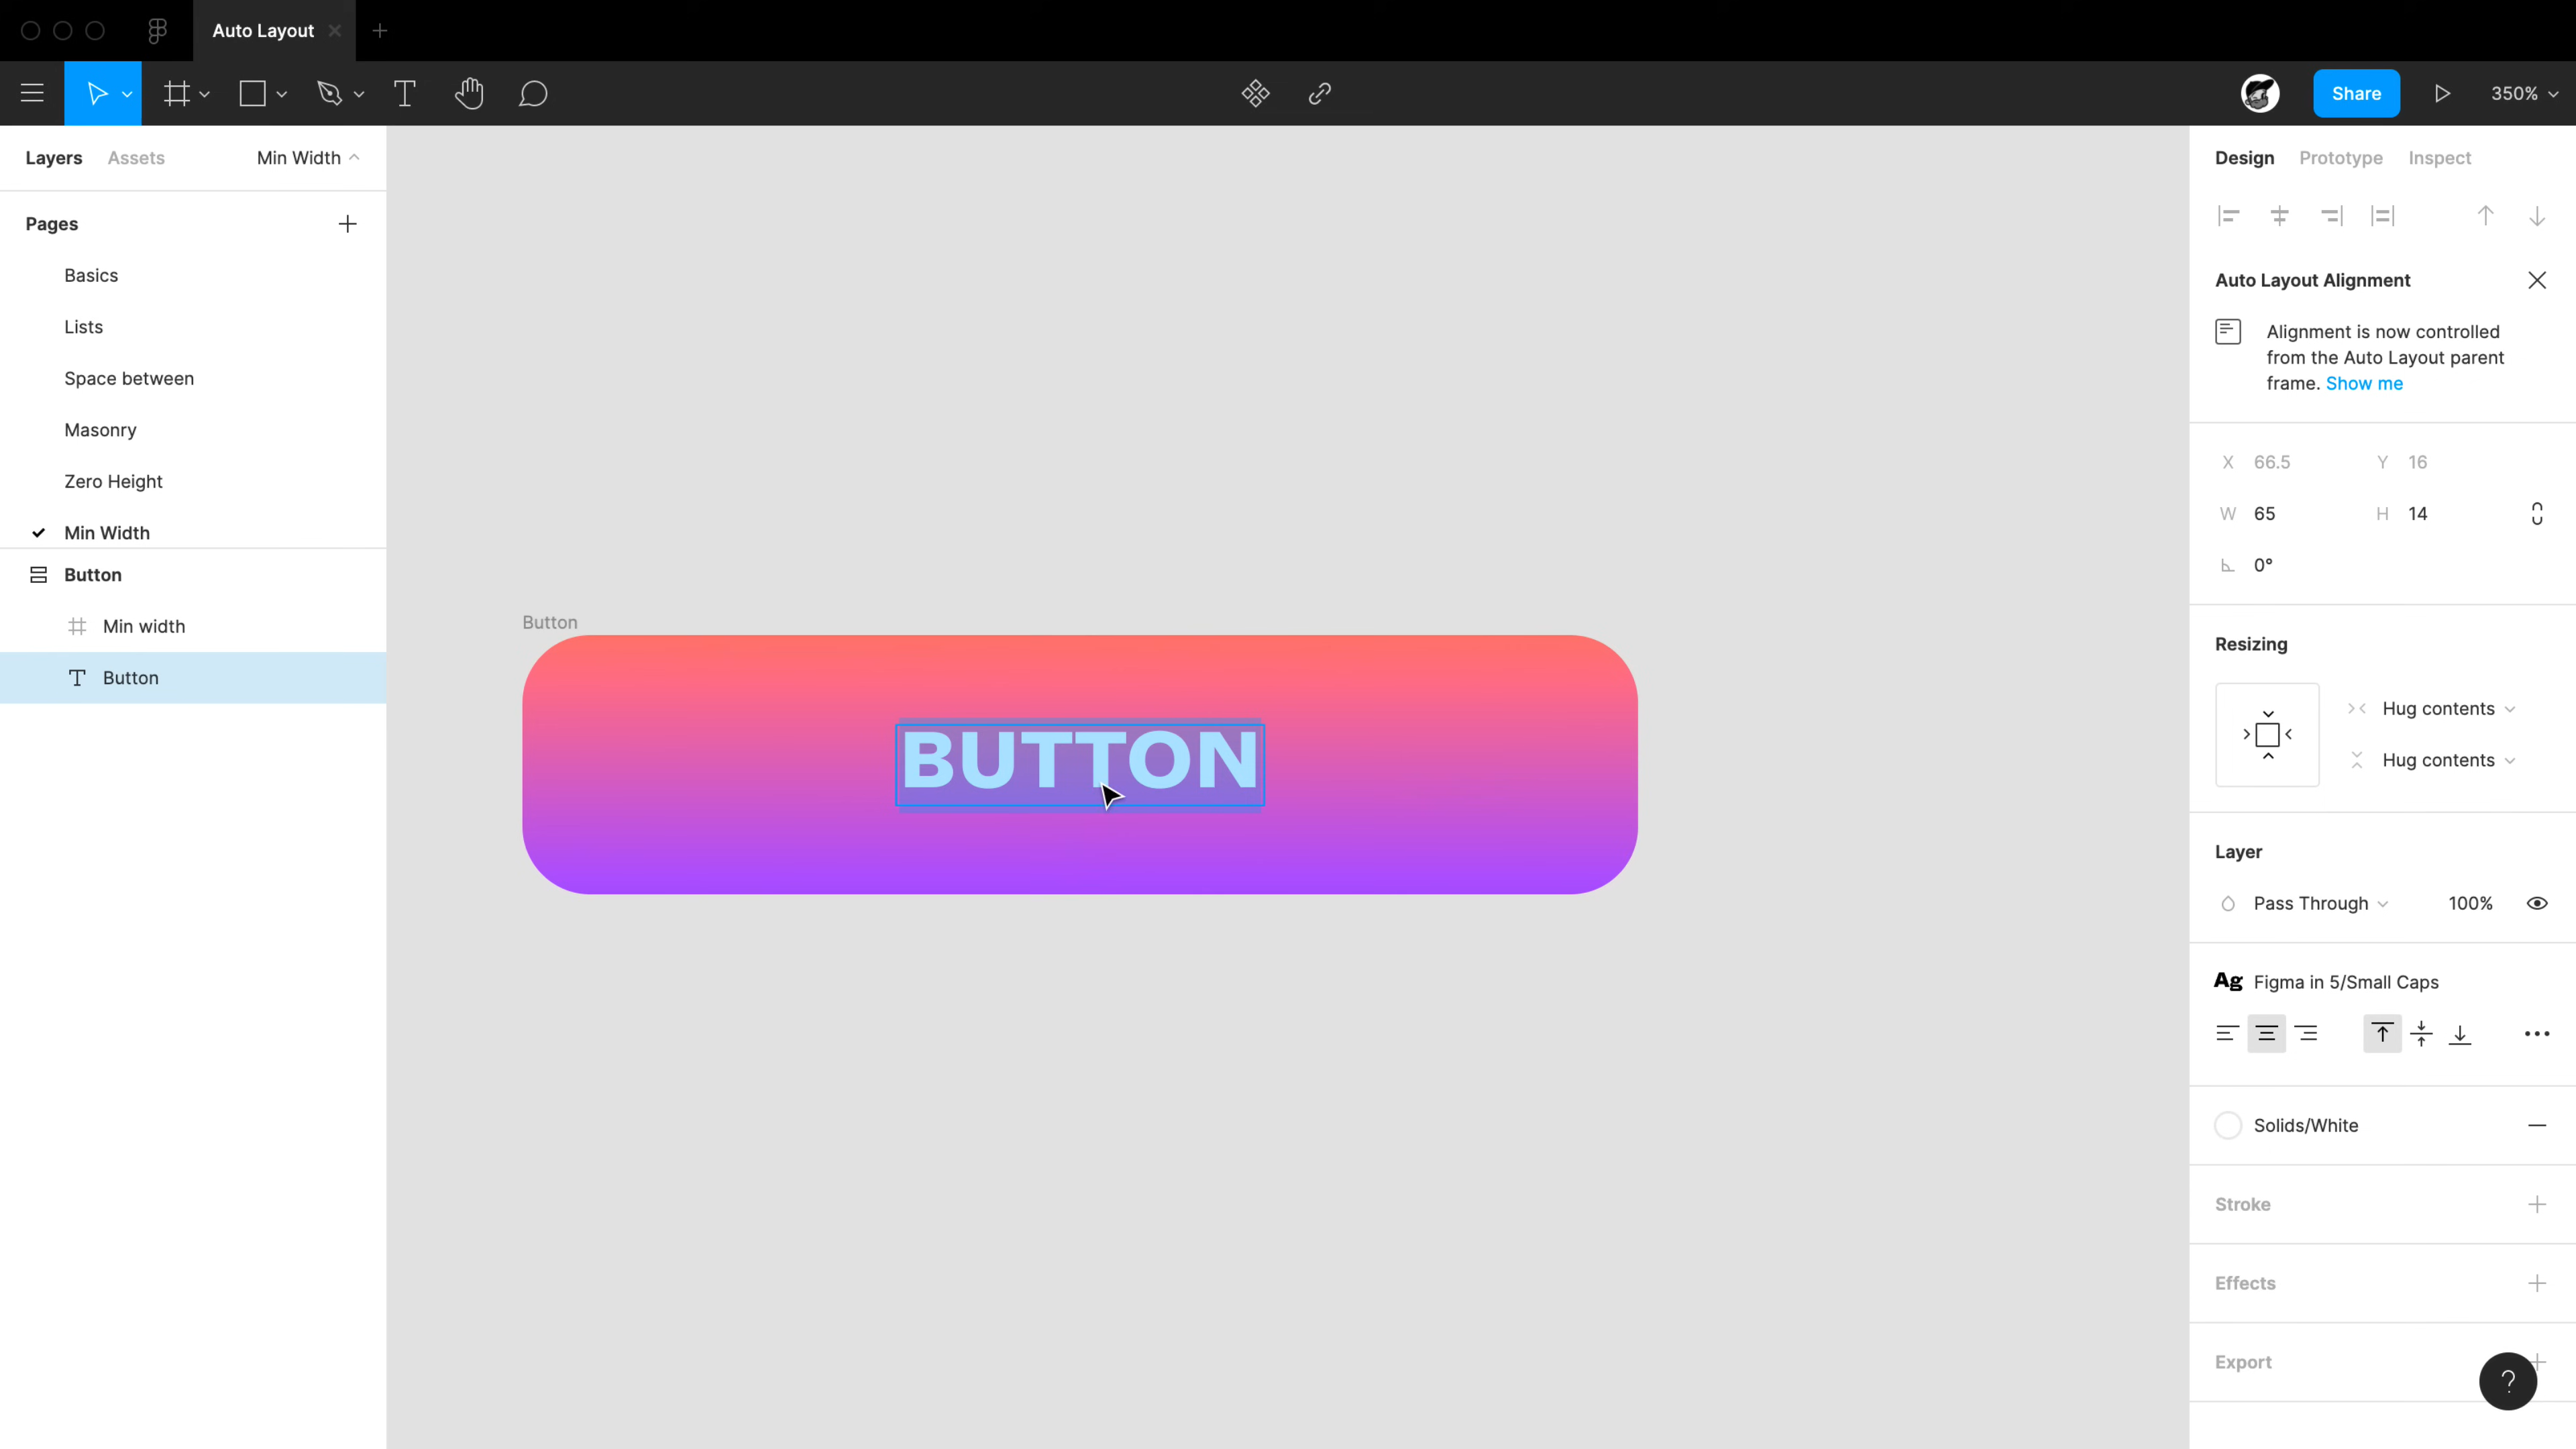 Auto Layout
Share
350%
Layers
Assets
Min Width
Pages
Basics
Lists
Space between
Masonry
Zero Height
Min Width
Button
Min width
Button
Button
BUTTON
Design
Prototype
Inspect
Auto Layout Alignment
Alignment is now controlled
from the Auto Layout parent
frame. Show me
X 66.5
Y 16
W 65
H 14
0°
Resizing
Hug contents
Hug contents
Layer
Pass Through
100%
Ag Figma in 5/Small Caps
Solids/White
Stroke
Effects
Export
?